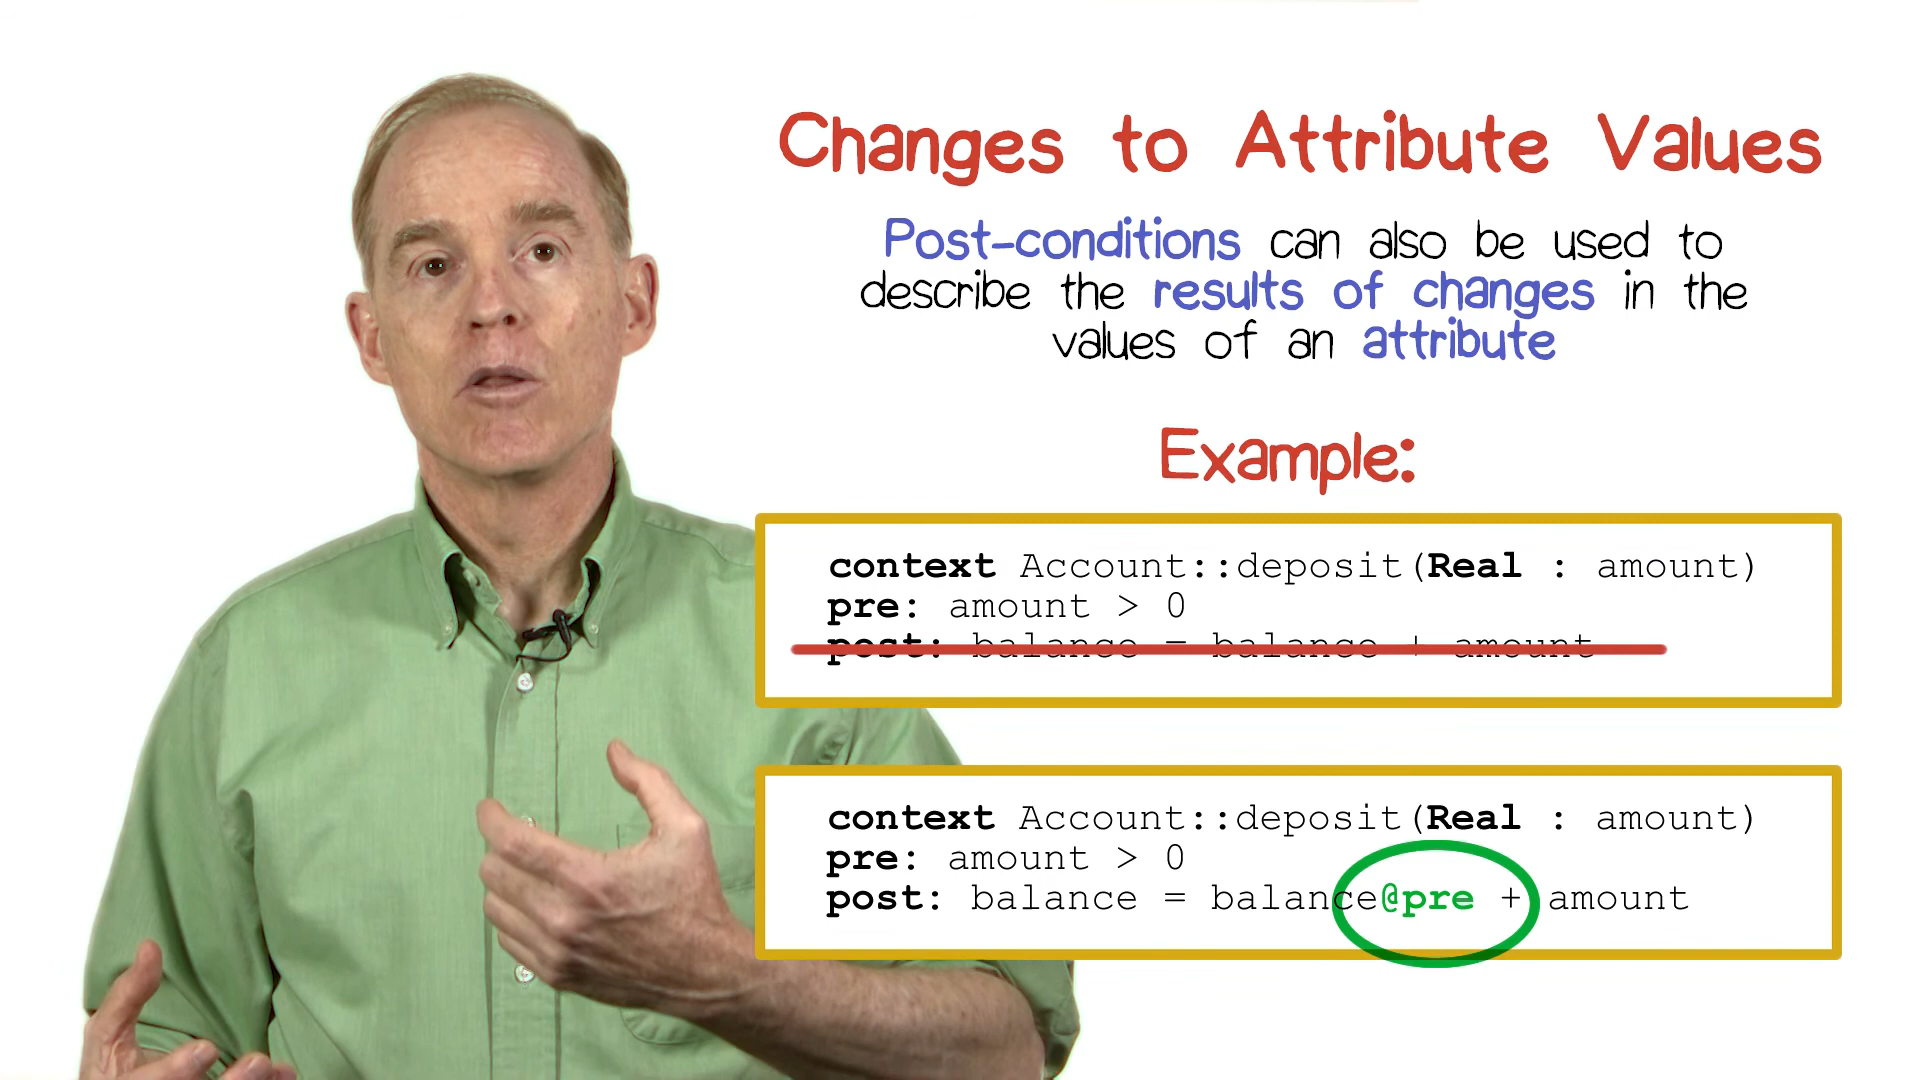 Changes to Attribute Values
Post-conditions can also be used to
describe the results of changes in the
values of an attribute
Example:
context Account::deposit(Real : amount)
pre: amount > 0
post: balance = balance + amount
context Account::deposit(Real : amount)
pre: amount > 0
post: balance = balance@pre + amount